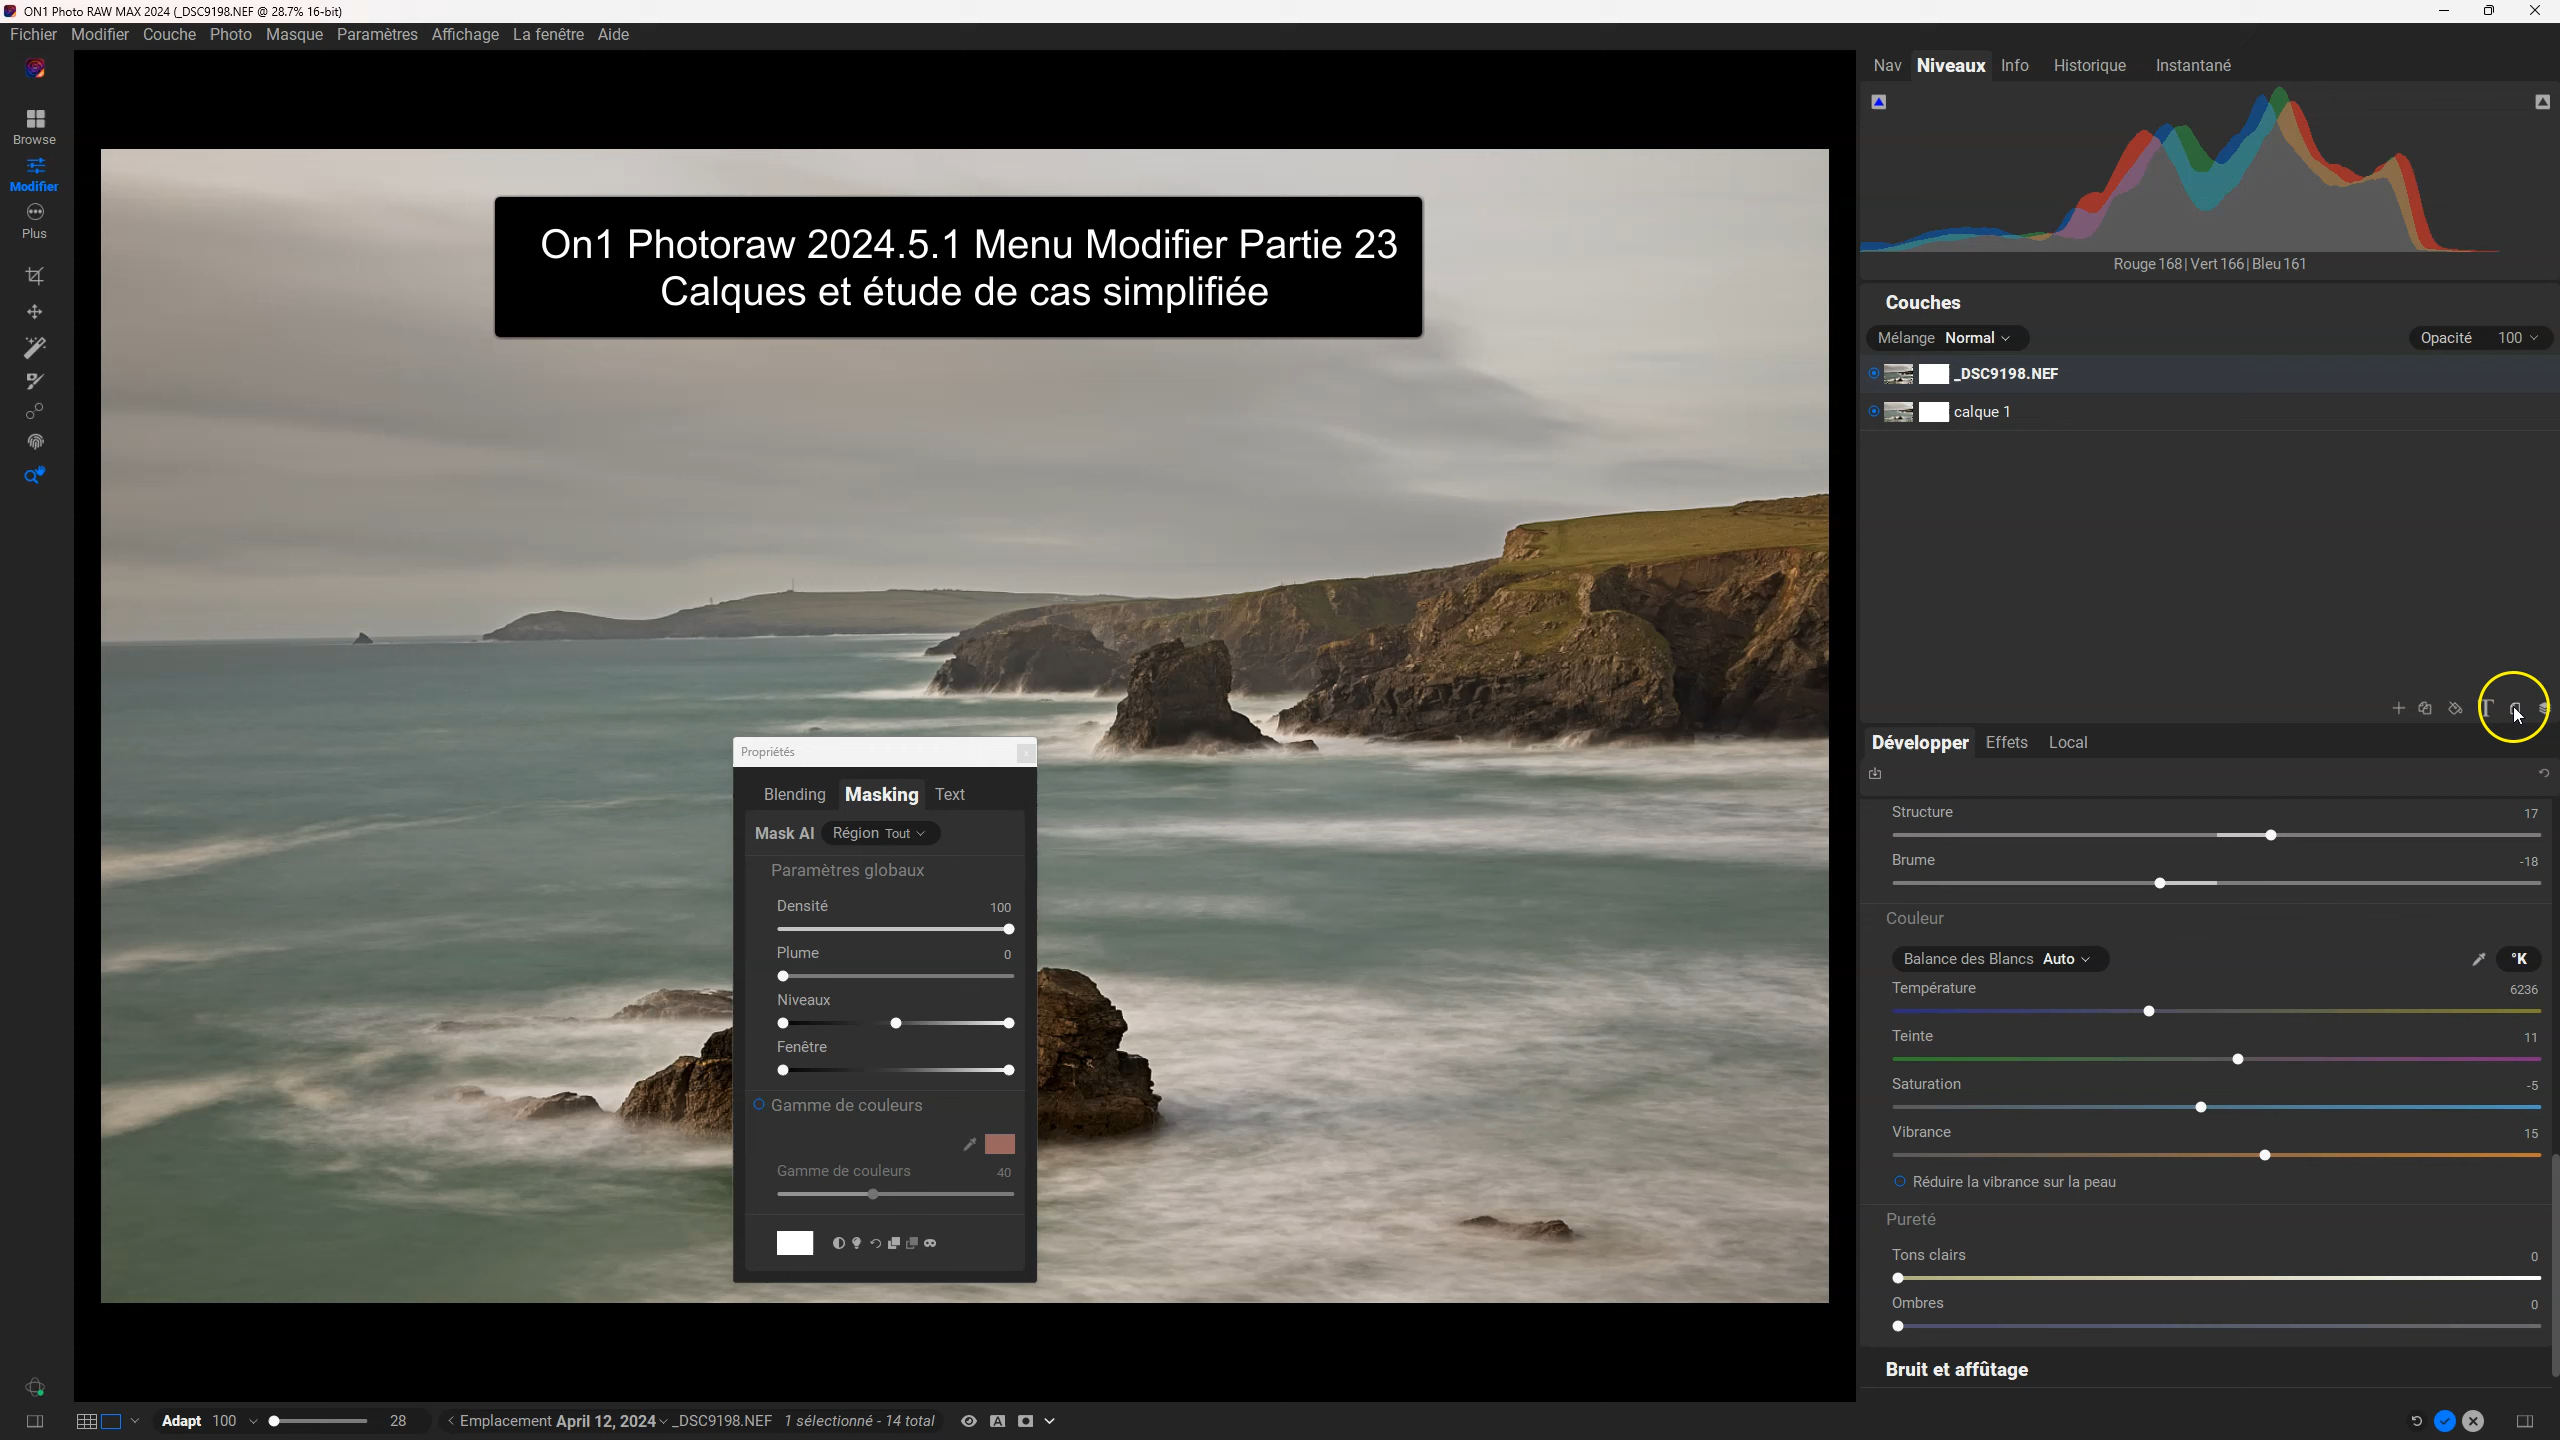 ON1 Photo RAW MAX 2024 (_DSC9198.NEF @ 28.7% 16-bit)
Fichier Modifier Couche Photo Masque Paramètres Affichage La fenêtre Aide
Browse
Modifier
Plus
On1 Photoraw 2024.5.1 Menu Modifier Partie 23
Calques et étude de cas simplifiée
Propriétés
Blending Masking Text
Mask AI Région Tout
Paramètres globaux
Densité 100
Plume 0
Niveaux
Fenêtre
Gamme de couleurs
Gamme de couleurs 40
Nav Niveaux Info Historique Instantané
Rouge 168 | Vert 166 | Bleu 161
Couches
Mélange Normal Opacité 100
_DSC9198.NEF
calque 1
T
Développer Effets Local
Structure 17
Brume -18
Couleur
Balance des Blancs Auto °K
Température 6236
Teinte 11
Saturation -5
Vibrance 15
Réduire la vibrance sur la peau
Pureté
Tons clairs 0
Ombres 0
Bruit et affûtage
Adapt 100 28 < Emplacement April 12, 2024 _DSC9198.NEF 1 sélectionné - 14 total A